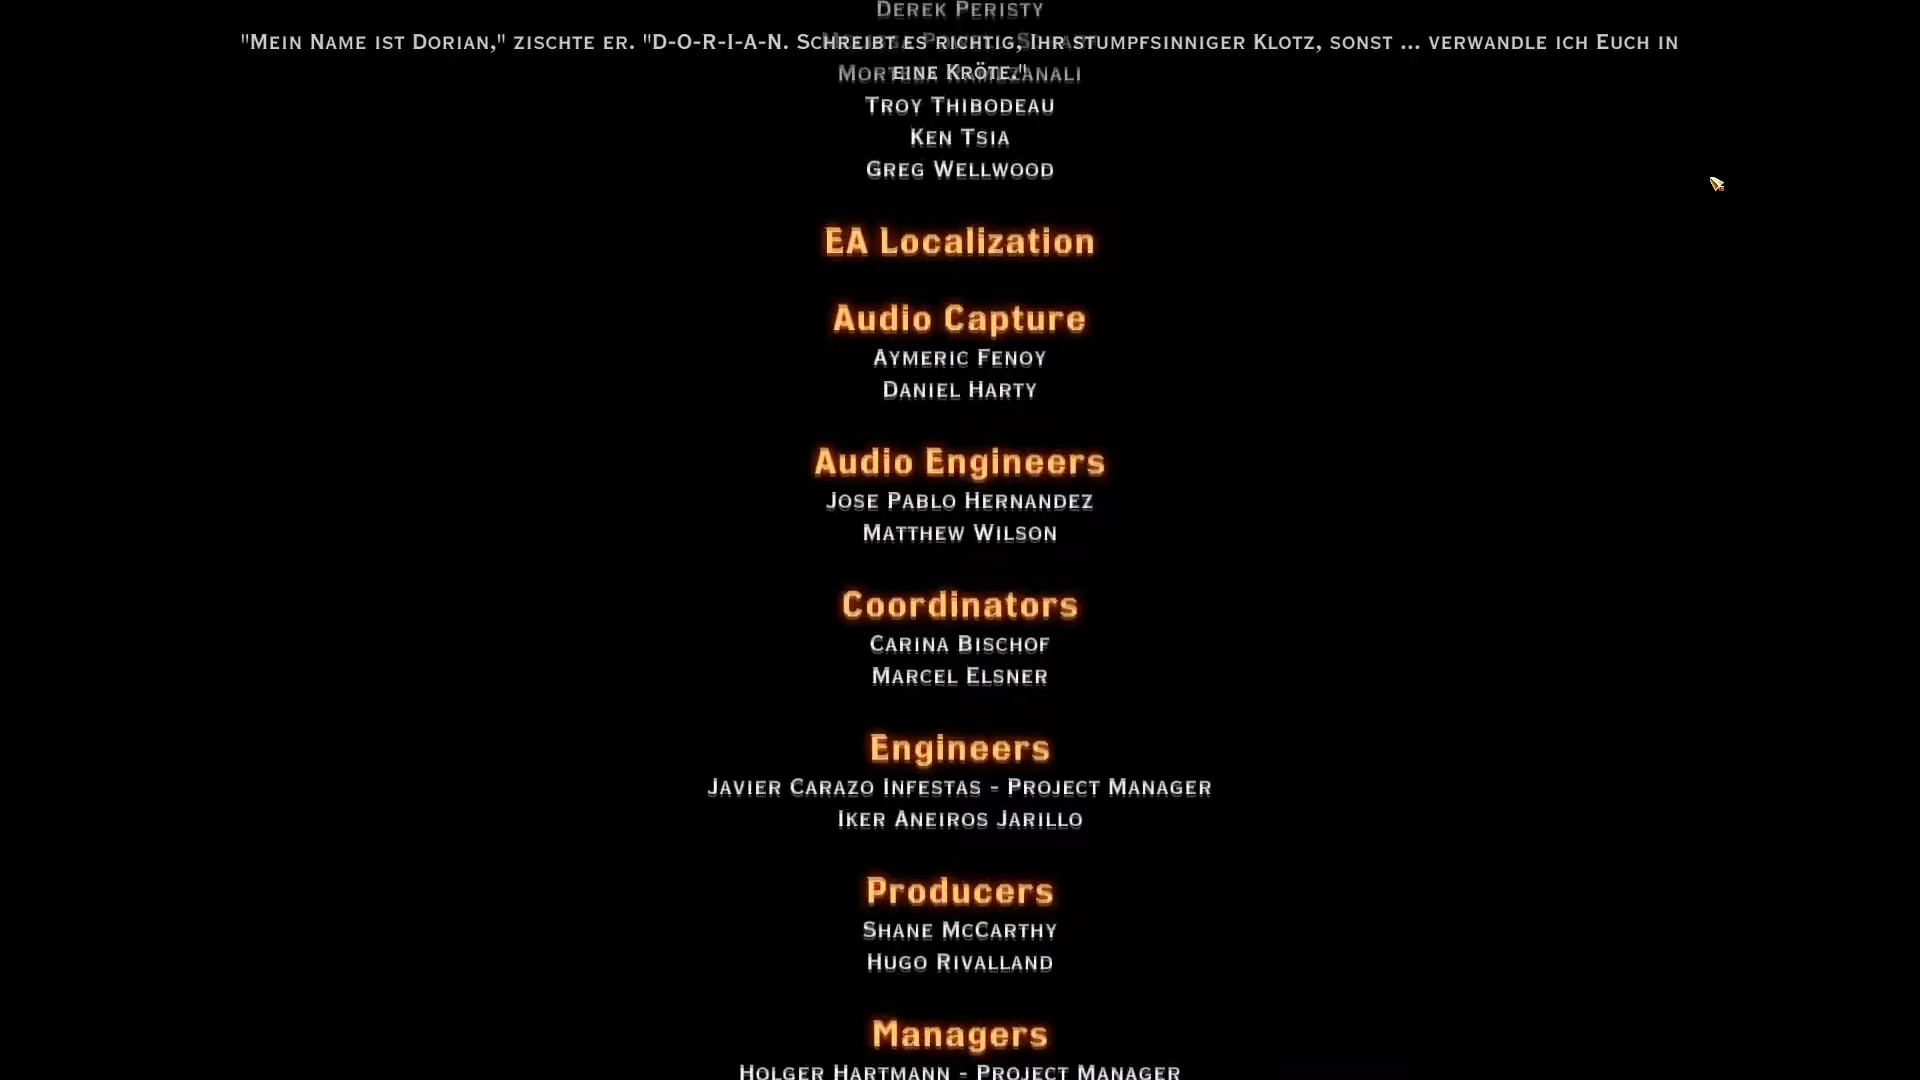 Derek Peristy
"Mein Name ist Dorian," zischte er. "D-O-R-I-A-N. Schreibt es richtig, Ihr stumpfsinniger Klotz, sonst ... verwandle ich Euch in
eine Kröte."
Troy Thibodeau
Ken Tsia
Greg Wellwood
EA Localization
Audio Capture
Aymeric Fenoy
Daniel Harty
Audio Engineers
Jose Pablo Hernandez
Matthew Wilson
Coordinators
Carina Bischof
Marcel Elsner
Engineers
Javier Carazo Infestas - Project Manager
Iker Aneiros Jarillo
Producers
Shane McCarthy
Hugo Rivalland
Managers
Holger Hartmann - Project Manager